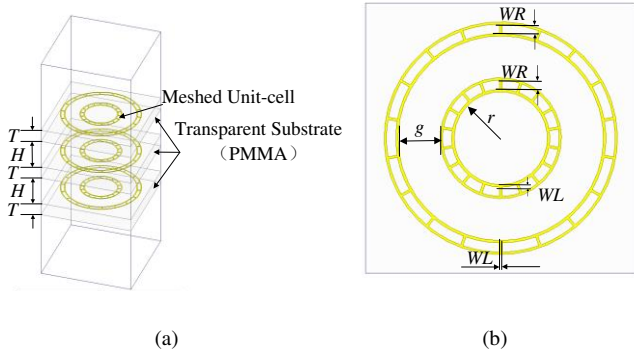 Meshed Unit-cell
Transparent Substrate
（PMMA）
T
H
T
H
T
(a)
WR
WR
r
g
WL
WL
(b)